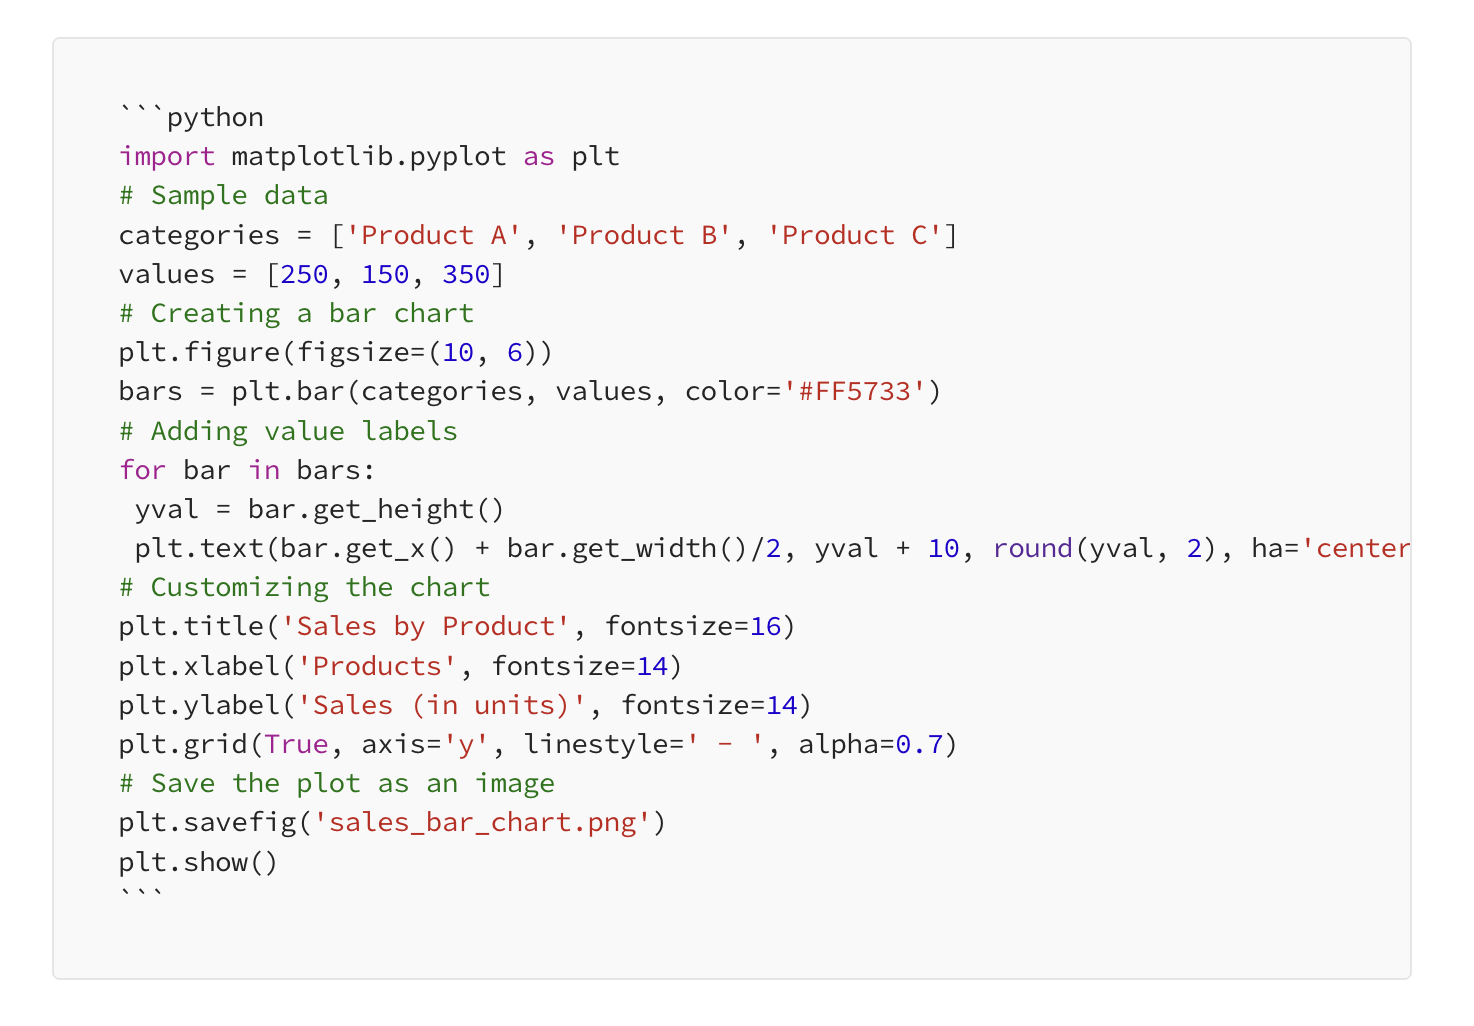 ```python
import matplotlib.pyplot as plt
# Sample data
categories = ['Product A', 'Product B', 'Product C']
values = [250, 150, 350]
# Creating a bar chart
plt.figure(figsize=(10, 6))
bars = plt.bar(categories, values, color='#FF5733')
# Adding value labels
for bar in bars:
 yval = bar.get_height()
 plt.text(bar.get_x() + bar.get_width()/2, yval + 10, round(yval, 2), ha='center
# Customizing the chart
plt.title('Sales by Product', fontsize=16)
plt.xlabel('Products', fontsize=14)
plt.ylabel('Sales (in units)', fontsize=14)
plt.grid(True, axis='y', linestyle=' – ', alpha=0.7)
# Save the plot as an image
plt.savefig('sales_bar_chart.png')
plt.show()
```